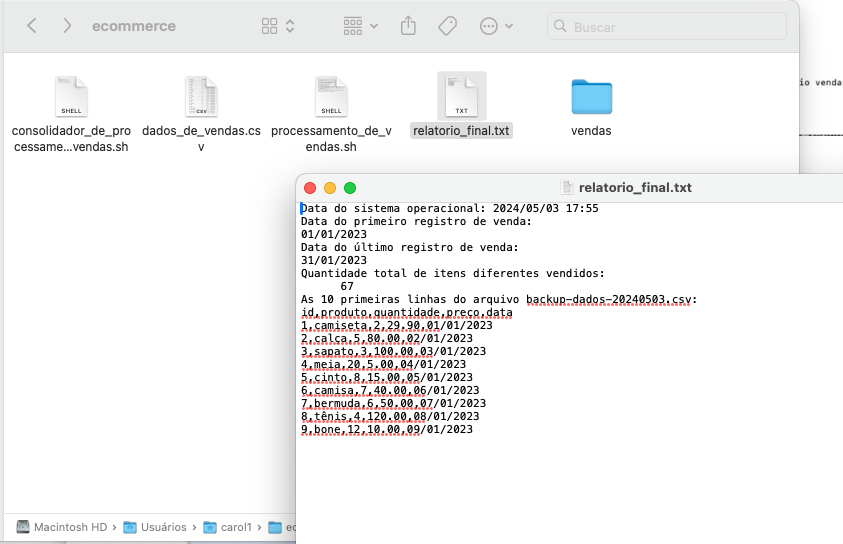 ecommerce
Buscar
SHELL
CSV
SHELL
TXT
consolidador_de_pro
cessame...vendas.sh
dados_de_vendas.cs
v
processamento_de_v
endas.sh
relatorio_final.txt
vendas
io venda
relatorio_final.txt
Data do sistema operacional: 2024/05/03 17:55
Data do primeiro registro de venda:
01/01/2023
Data do último registro de venda:
31/01/2023
Quantidade total de itens diferentes vendidos:
67
As 10 primeiras linhas do arquivo backup-dados-20240503.csv:
id,produto,quantidade,preco,data
1,camiseta,2,29.90,01/01/2023
2,calca,5,80.00,02/01/2023
3,sapato,3,100.00,03/01/2023
4,meia,20,5.00,04/01/2023
5,cinto,8,15.00,05/01/2023
6,camisa,7,40.00,06/01/2023
7,bermuda,6,50.00,07/01/2023
8,tênis,4,120.00,08/01/2023
9,bone,12,10.00,09/01/2023
Macintosh HD
Usuários
carol1
ec